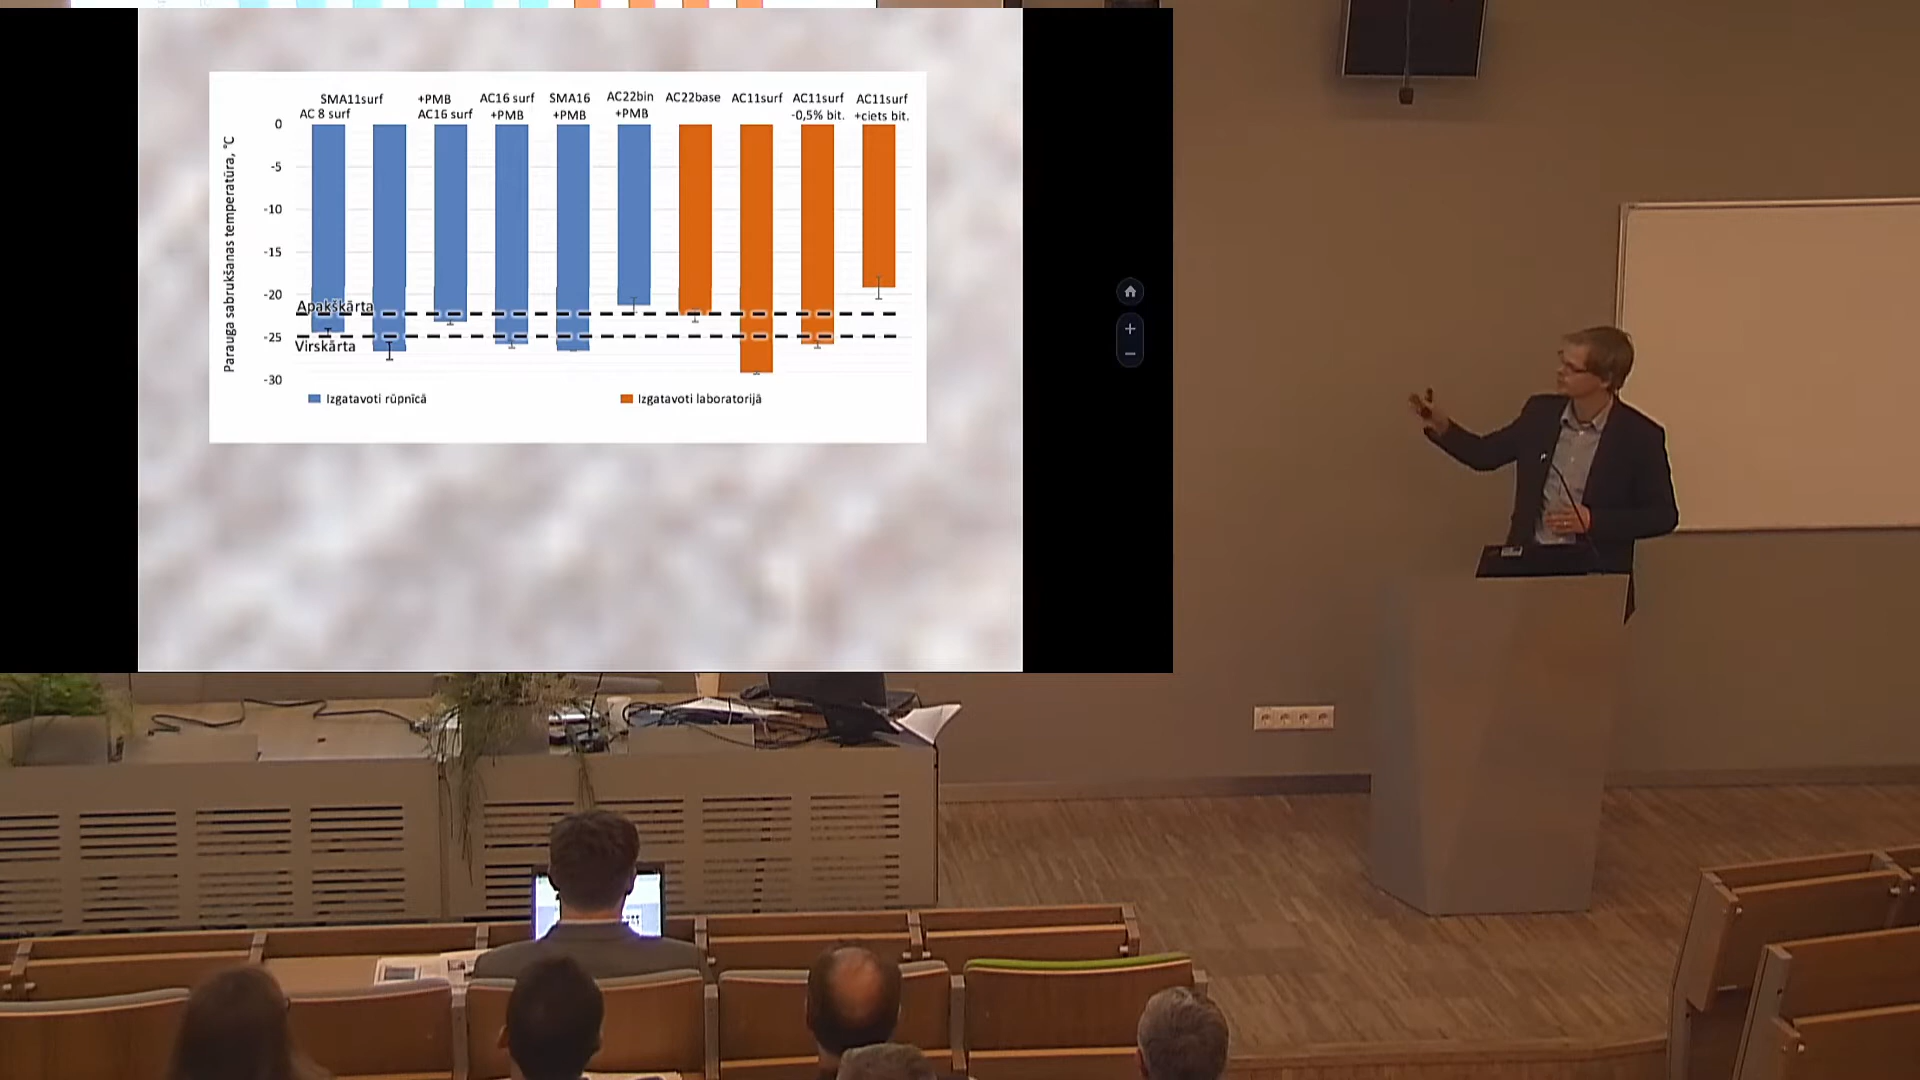 SMA11surf +PMB AC16 surf SMA16 AC22bin AC22base AC11surf AC11surf AC11surf
AC 8 surf AC16 surf +PMB +PMB +PMB -0,5% bit. +ciets bit.
Parauga sabrukšanas temperatūra, °C
0
-5
-10
-15
-20
-25
-30
Apakškārta
Virskārta
Izgatavoti rūpnīcā
Izgatavoti laboratorijā